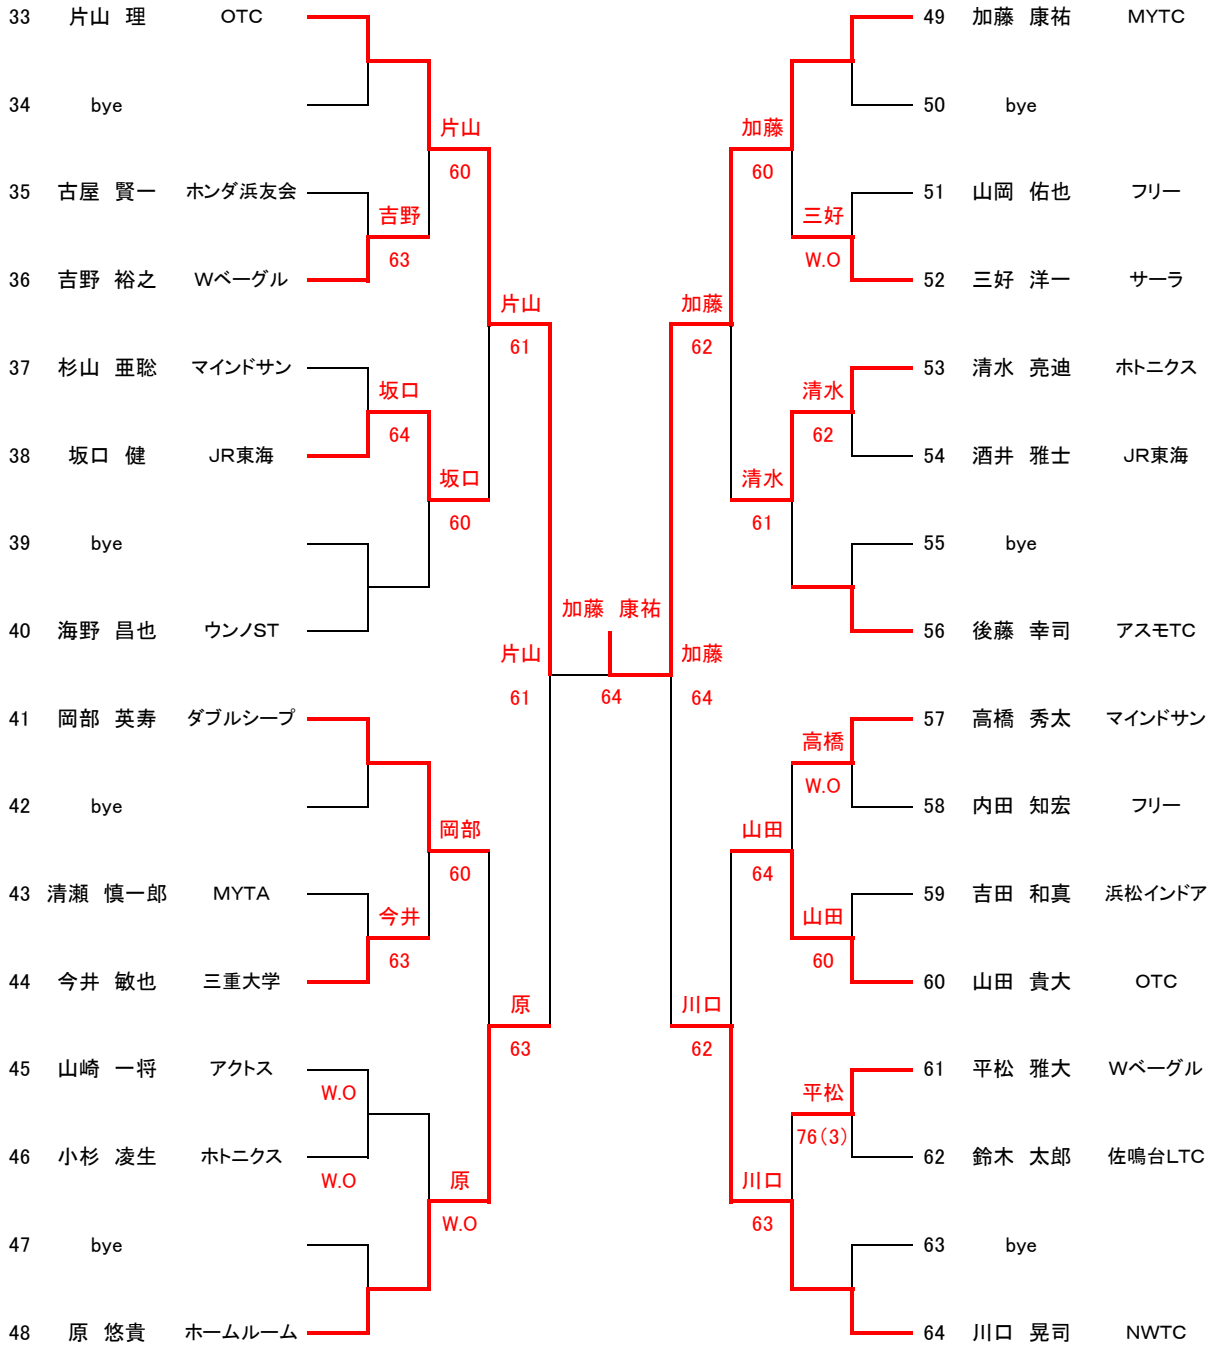 33 片山 理 OTC
49 加藤 康祐 MYTC
34 bye
50 bye
片山
加藤
60
60
35 古屋 賢一 ホンダ浜友会
51 山岡 佑也 フリー
吉野
三好
63
W.O
36 吉野 裕之 Wベーグル
52 三好 洋一 サーラ
片山
加藤
61
62
37 杉山 亜聡 マインドサン
53 清水 亮迪 ホトニクス
坂口
清水
64
62
38 坂口 健 JR東海
54 酒井 雅士 JR東海
坂口
清水
60
61
39 bye
55 bye
加藤 康祐
40 海野 昌也 ウンノST
56 後藤 幸司 アスモTC
片山
加藤
61
64
64
41 岡部 英寿 ダブルシープ
57 高橋 秀太 マインドサン
高橋
W.O
42 bye
58 内田 知宏 フリー
岡部
山田
60
64
43 清瀬 慎一郎 MYTA
59 吉田 和真 浜松インドア
今井
山田
63
60
44 今井 敏也 三重大学
60 山田 貴大 OTC
原
川口
63
62
45 山崎 一将 アクトス
61 平松 雅大 Wベーグル
W.O
平松
76(3)
46 小杉 凌生 ホトニクス
62 鈴木 太郎 佐鳴台LTC
W.O
原
川口
W.O
63
47 bye
63 bye
48 原 悠貴 ホームルーム
64 川口 晃司 NWTC